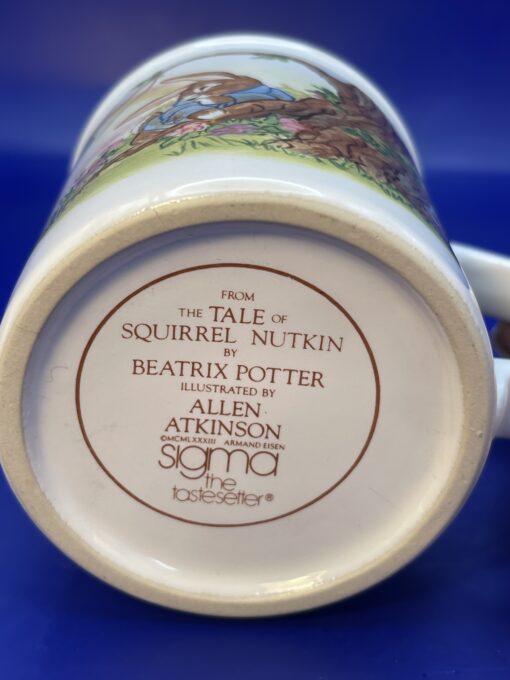 FROM
THE TALE OF
SQUIRREL NUTKIN
BY
BEATRIX POTTER
ILLUSTRATED BY
ALLEN
ATKINSON
©MCMLXXXIII ARMAND EISEN
sigma
the
tastesetter®